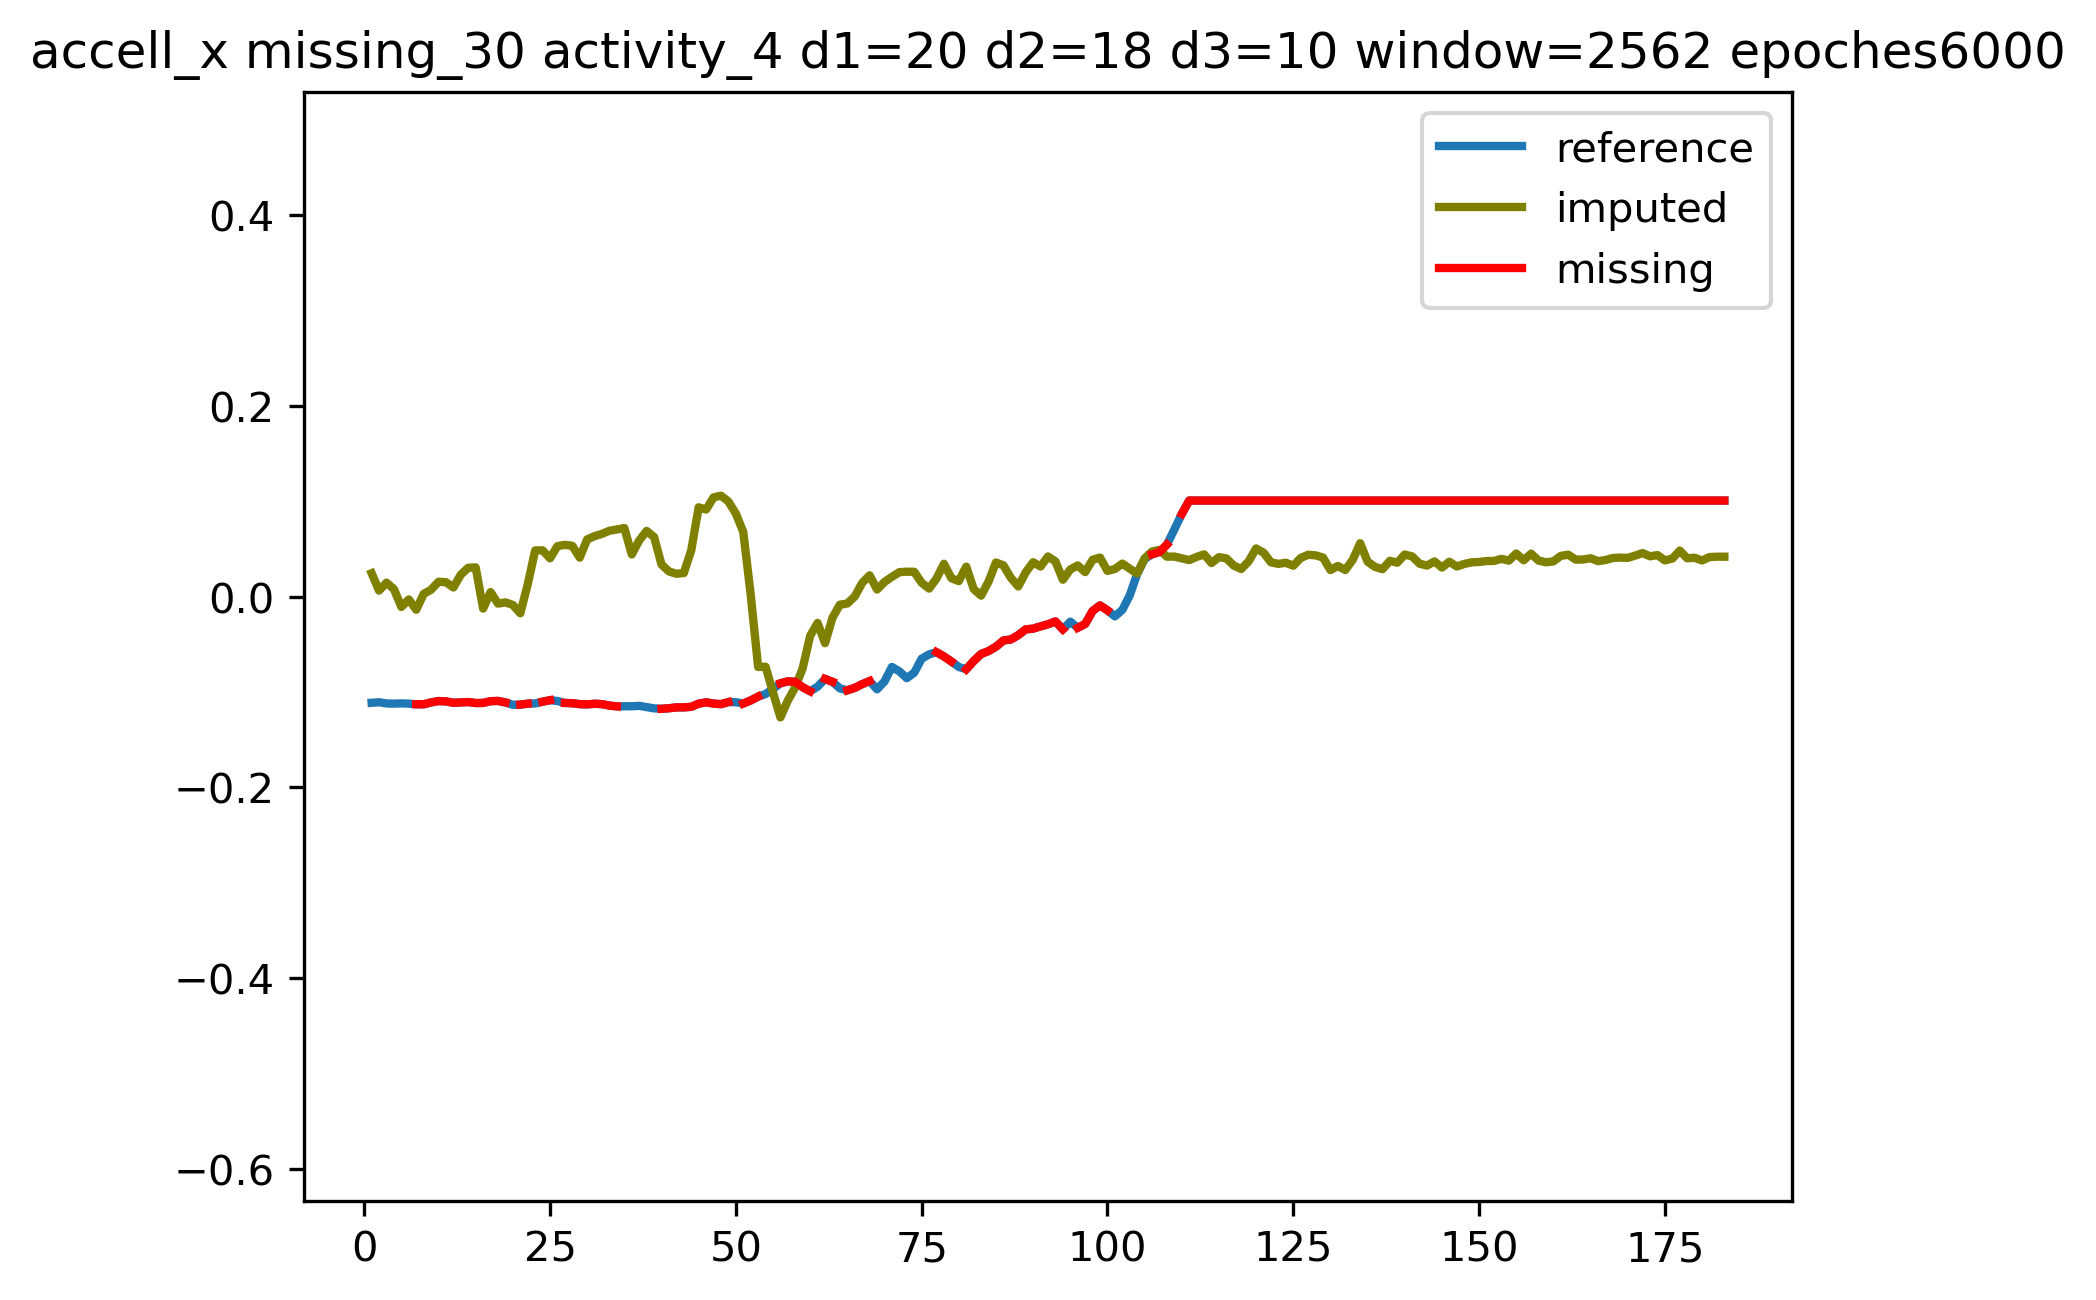 accell_x missing_30 activity_4 d1=20 d2=18 d3=10 window=2562 epoches6000
reference
imputed
missing
0.4
0.2
0.0
−0.2
−0.4
−0.6
0 25 50 75 100 125 150 175